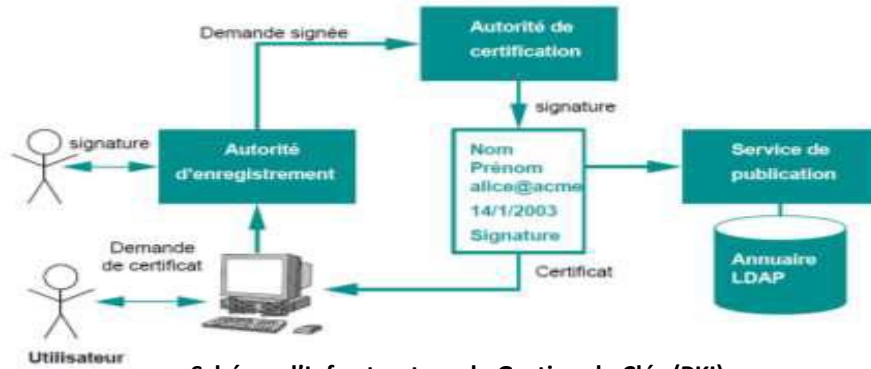 Demande signée
Autorité de
certification
signature
signature
Autorité
d'enregistrement
Nom
Prénom
alice@acme
14/1/2003
Signature
Service de
publication
Demande
de certificat
Certificat
Annuaire
LDAP
Utilisateur